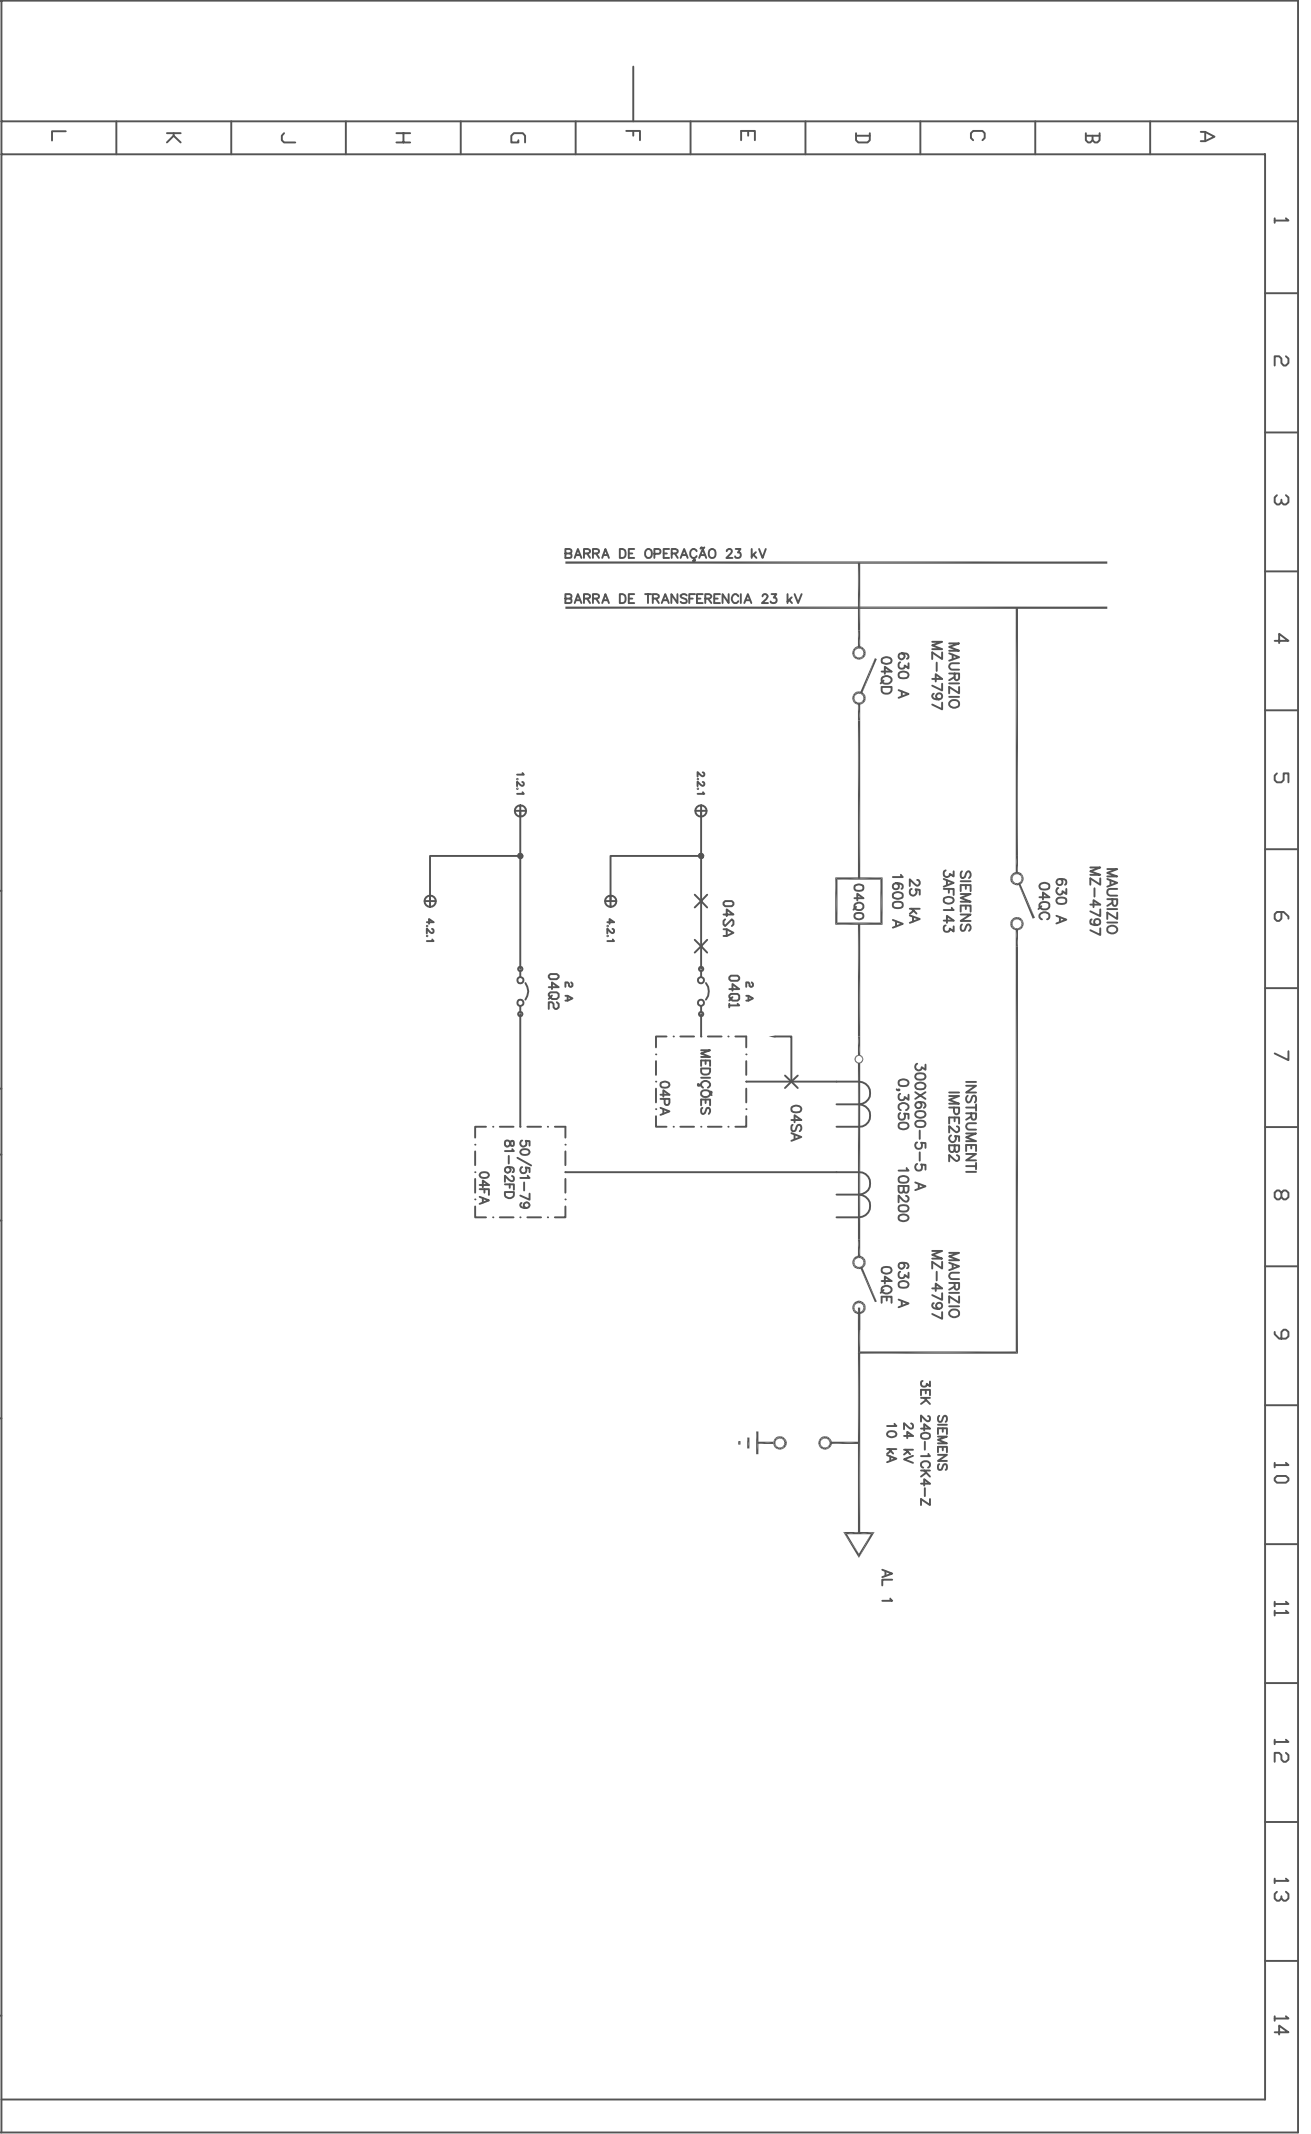 L
K
J
H
G
F
E
D
C
B
A
1
2
3
4
5
6
7
8
9
10
11
12
13
14
BARRA DE OPERAÇÃO 23 kV
BARRA DE TRANSFERENCIA 23 kV
MAURIZIO
MZ-4797
630 A
04QD
MAURIZIO
MZ-4797
630 A
04QC
SIEMENS
3AF0143
25 kA
1600 A
04Q0
2.2.1
4.2.1
04SA
2 A
04Q1
MEDIÇÕES
04PA
04SA
1.2.1
4.2.1
2 A
04Q2
50/51-79
81-62FD
04FA
INSTRUMENTI
IMPE25B2
300X600-5-5 A
0,3C50 10B200
MAURIZIO
MZ-4797
630 A
04QE
SIEMENS
3EK 240-1CK4-Z
24 kV
10 kA
AL 1